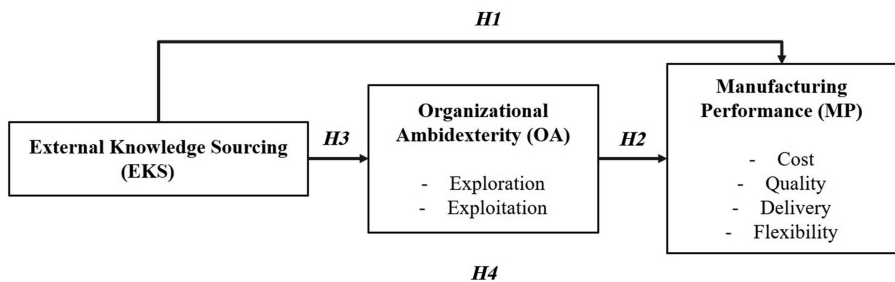 H1
External Knowledge Sourcing
(EKS)
H3
Organizational
Ambidexterity (OA)
- Exploration
- Exploitation
H2
Manufacturing
Performance (MP)
- Cost
- Quality
- Delivery
- Flexibility
H4